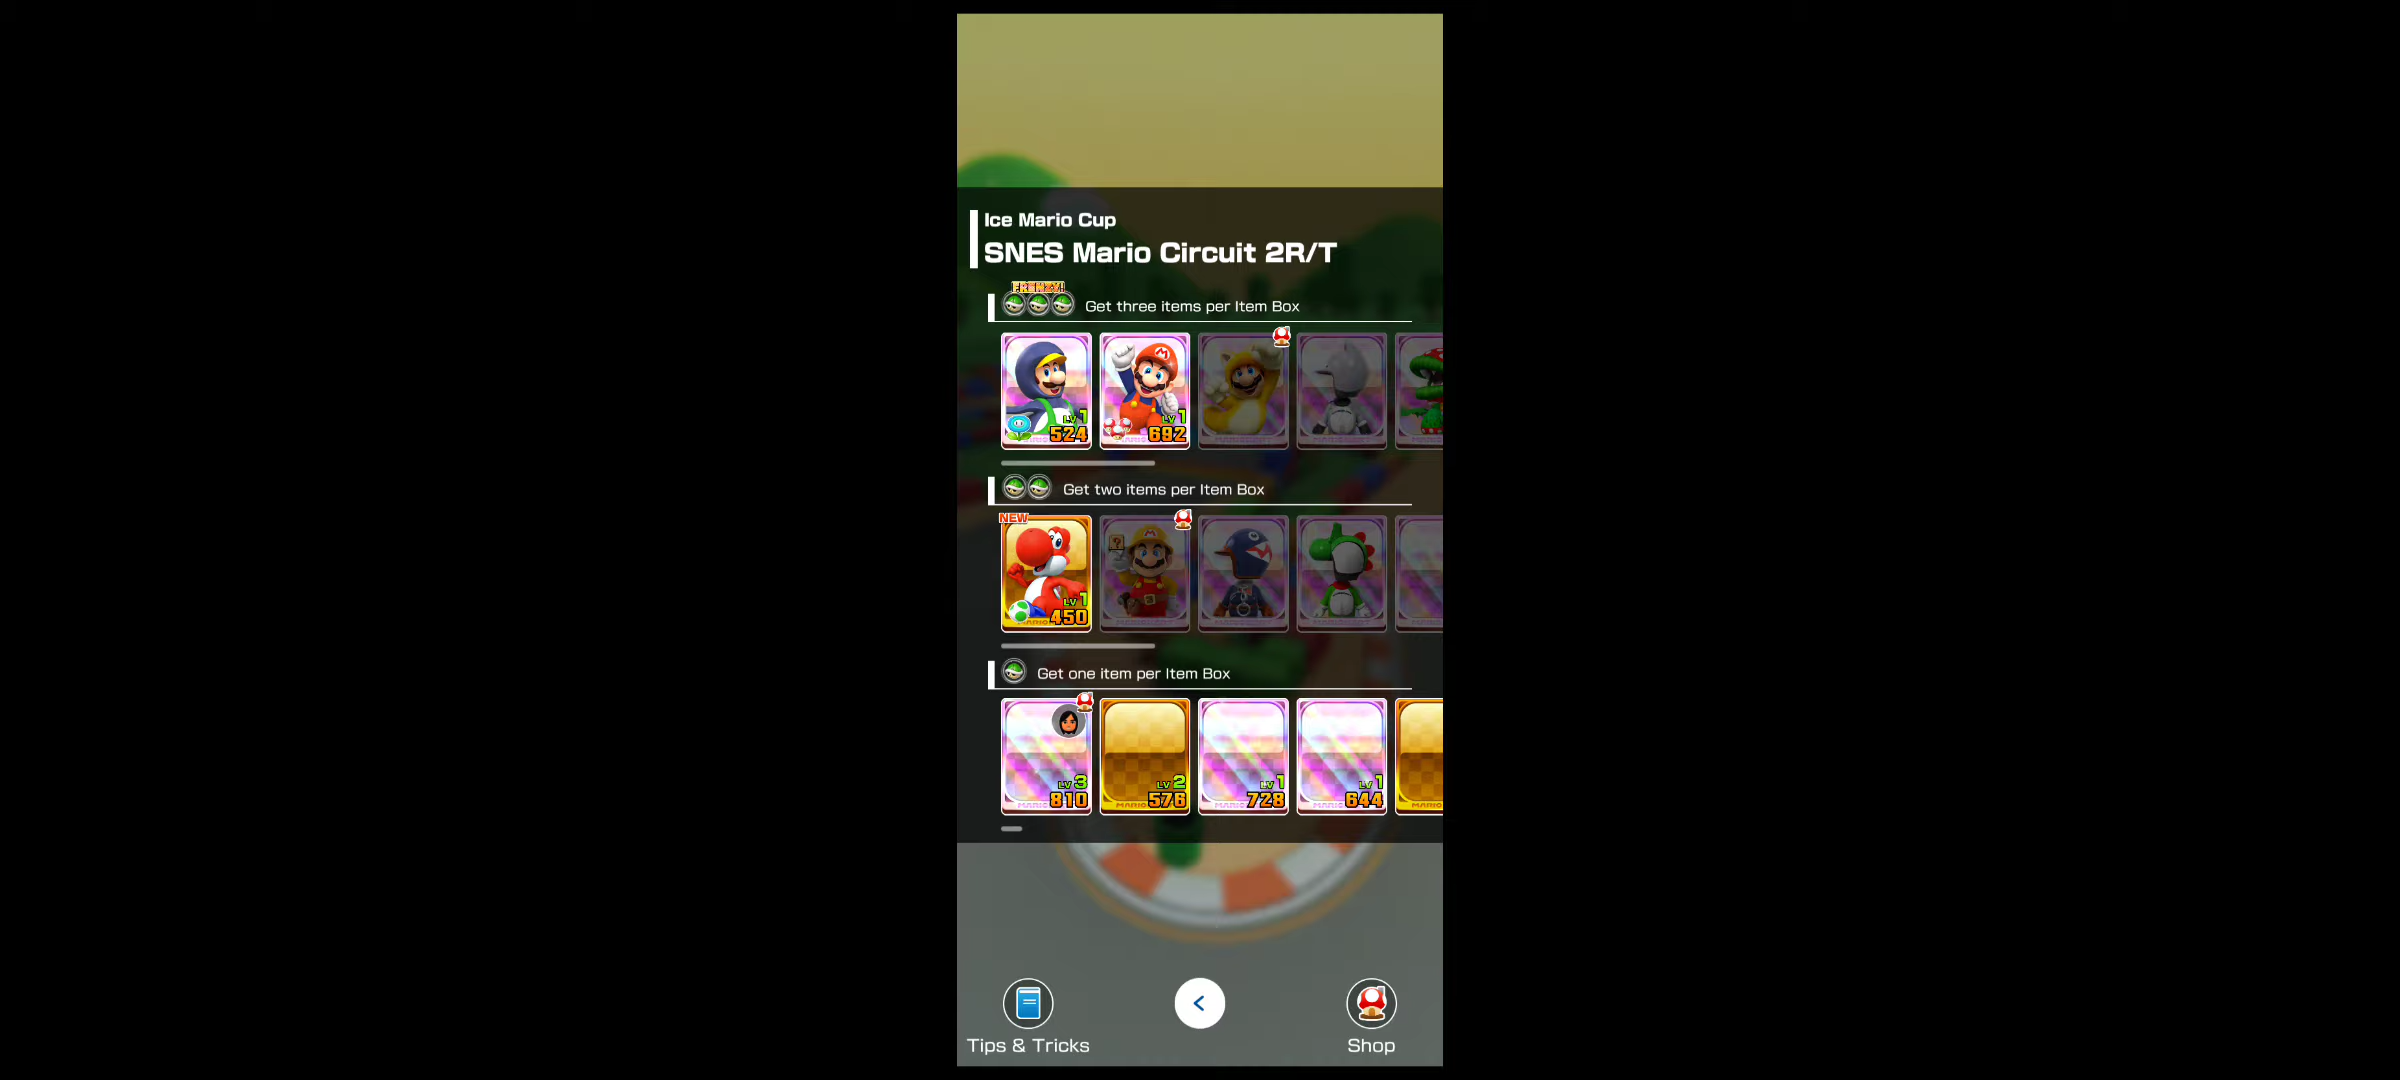 Ice Mario Cup
SNES Mario Circuit 2R/T
FRENZY!
Get three items per Item Box
LV 1
524
LV 1
692
Get two items per Item Box
NEW
LV 1
450
Get one item per Item Box
LV 3
810
LV 2
576
LV 1
728
LV 1
644
Tips & Tricks
<
Shop